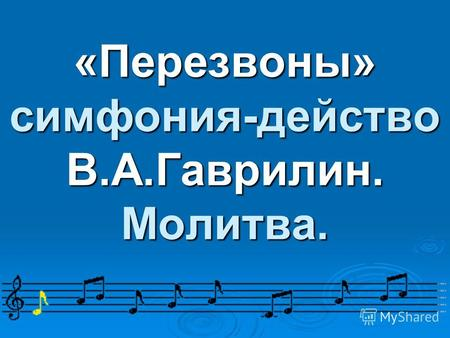 «Перезвоны»
симфония-действо
В.А.Гаврилин.
Молитва.
MyShared